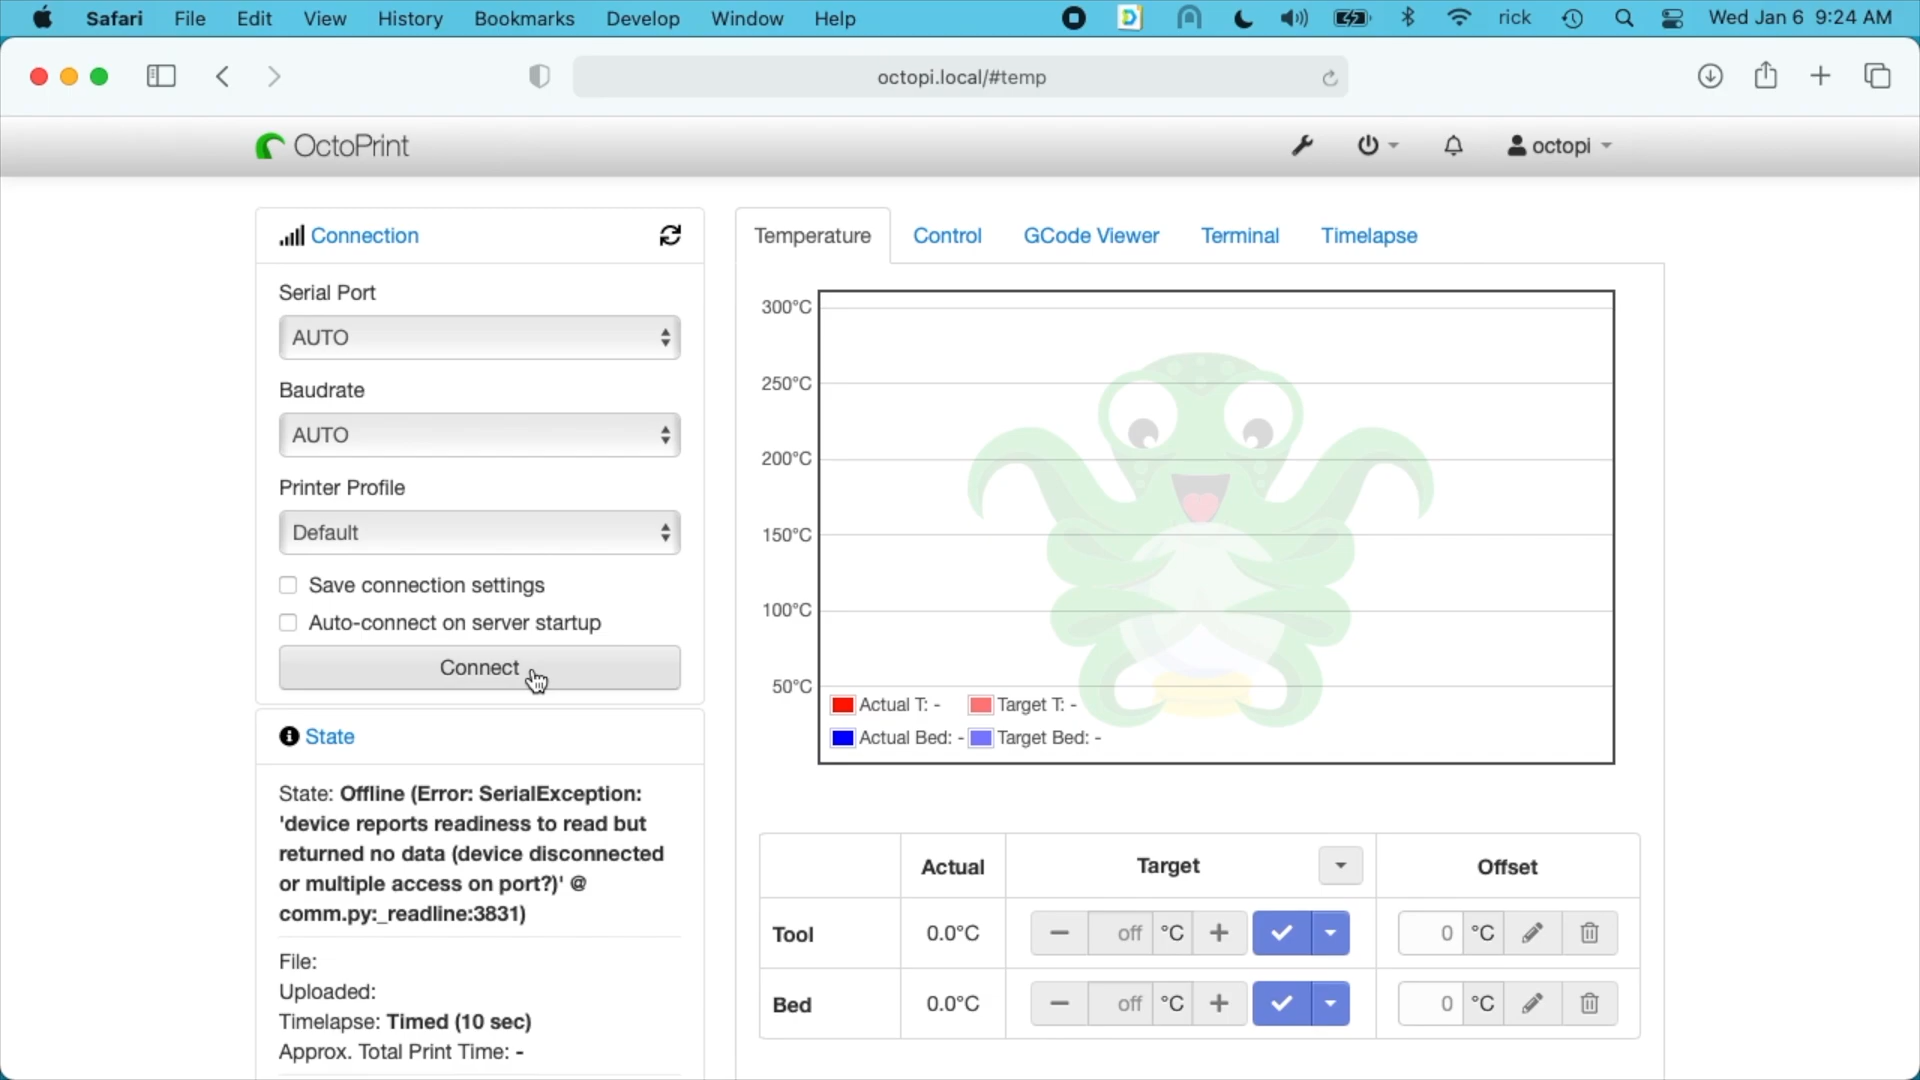 Safari File Edit View History Bookmarks Develop Window Help rick Wed Jan 6 9:24 AM
octopi.local/#temp
OctoPrint octopi
Connection
Serial Port
AUTO
Baudrate
AUTO
Printer Profile
Default
Save connection settings
Auto-connect on server startup
Connect
State
State: Offline (Error: SerialException:
'device reports readiness to read but
returned no data (device disconnected
or multiple access on port?)' @
comm.py:_readline:3831)
File:
Uploaded:
Timelapse: Timed (10 sec)
Approx. Total Print Time: -
Temperature Control GCode Viewer Terminal Timelapse
300°C
250°C
200°C
150°C
100°C
50°C
Actual T: - Target T: -
Actual Bed: - Target Bed: -
Actual Target Offset
Tool 0.0°C off °C 0 °C
Bed 0.0°C off °C 0 °C